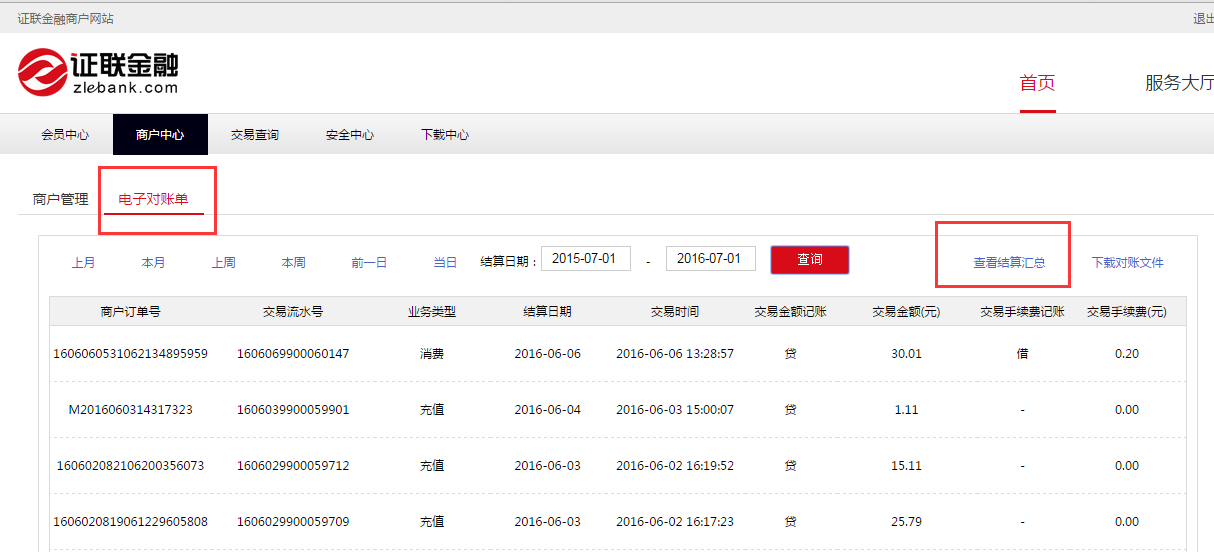 证联金融商户网站 退出
证联金融
zlebank.com
首页 服务大厅
会员中心 商户中心 交易查询 安全中心 下载中心
商户管理 电子对账单
上月 本月 上周 本周 前一日 当日 结算日期： 2015-07-01 - 2016-07-01 查询 查看结算汇总 下载对账文件
商户订单号 交易流水号 业务类型 结算日期 交易时间 交易金额记账 交易金额(元) 交易手续费记账 交易手续费(元)
1606060531062134895959 1606069900060147 消费 2016-06-06 2016-06-06 13:28:57 贷 30.01 借 0.20
M2016060314317323 1606039900059901 充值 2016-06-04 2016-06-03 15:00:07 贷 1.11 - 0.00
160602082106200356073 1606029900059712 充值 2016-06-03 2016-06-02 16:19:52 贷 15.11 - 0.00
1606020819061229605808 1606029900059709 充值 2016-06-03 2016-06-02 16:17:23 贷 25.79 - 0.00